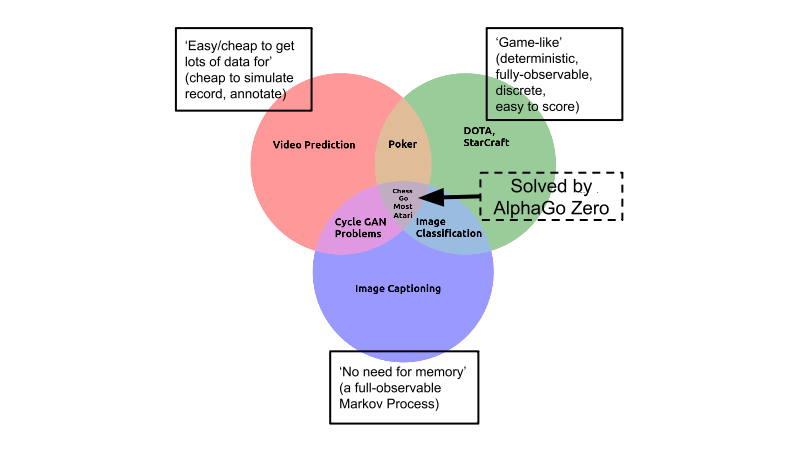 ‘Easy/cheap to get
lots of data for’
(cheap to simulate
record, annotate)
‘Game-like’
(deterministic,
fully-observable,
discrete,
easy to score)
Video Prediction
Poker
DOTA,
StarCraft
Chess
Go
Most
Atari
Solved by
AlphaGo Zero
Cycle GAN
Problems
Image
Classification
Image Captioning
‘No need for memory’
(a full-observable
Markov Process)